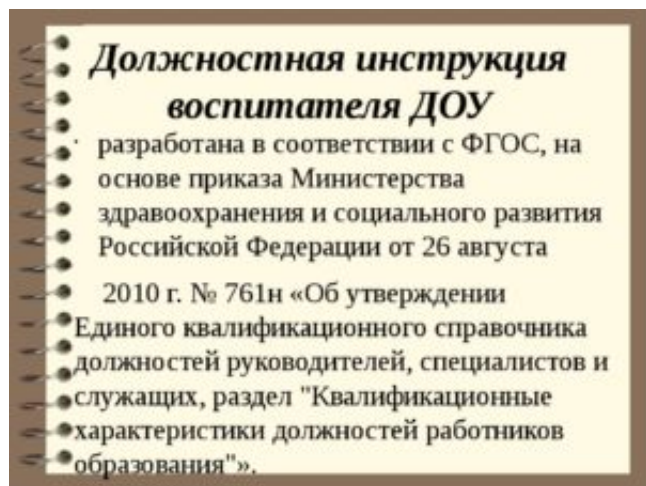 Должностная инструкция
воспитателя ДОУ
· разработана в соответствии с ФГОС, на
основе приказа Министерства
здравоохранения и социального развития
Российской Федерации от 26 августа
2010 г. № 761н «Об утверждении
Единого квалификационного справочника
должностей руководителей, специалистов и
служащих, раздел "Квалификационные
характеристики должностей работников
образования"».